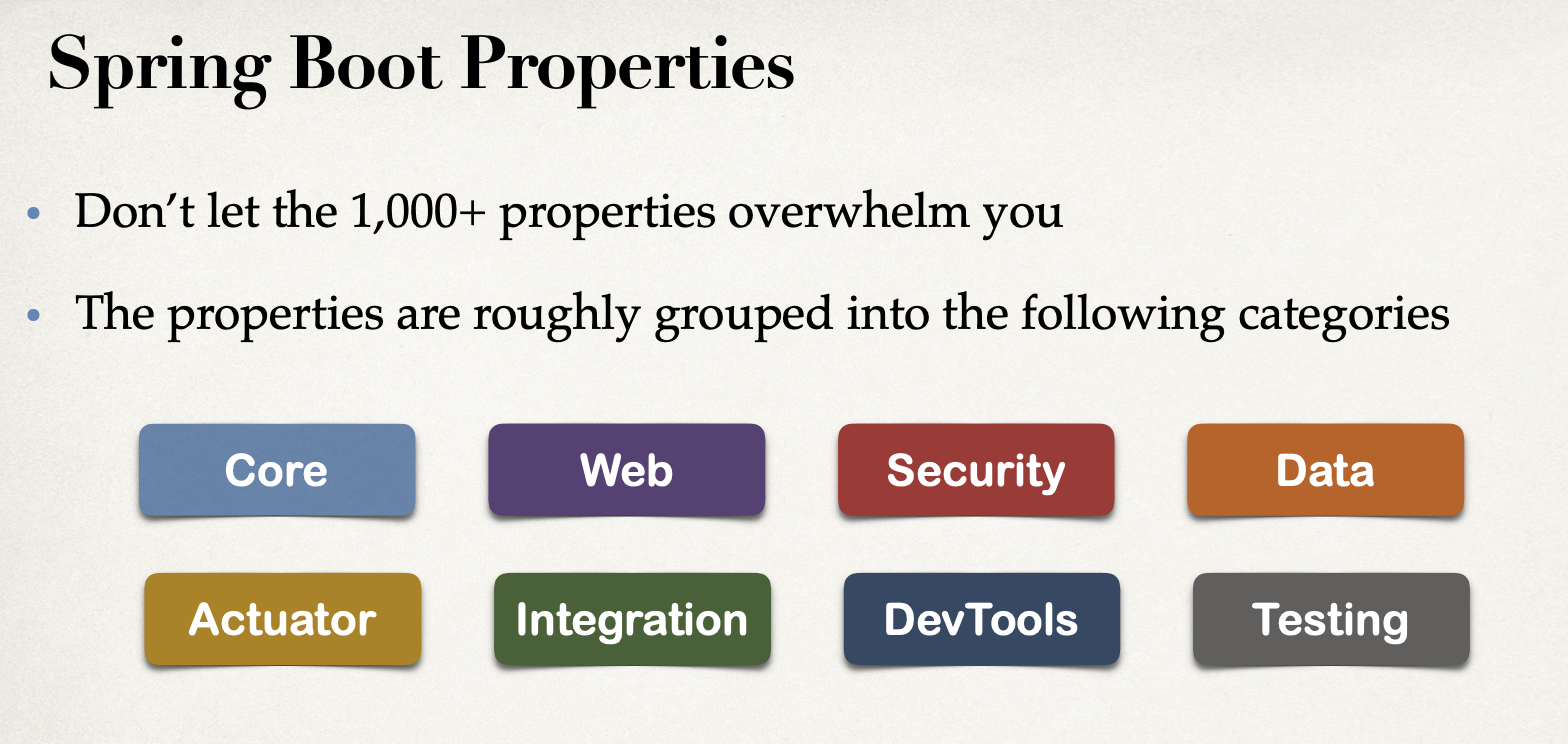 Spring Boot Properties
• Don’t let the 1,000+ properties overwhelm you
• The properties are roughly grouped into the following categories
Core Web Security Data
Actuator Integration DevTools Testing